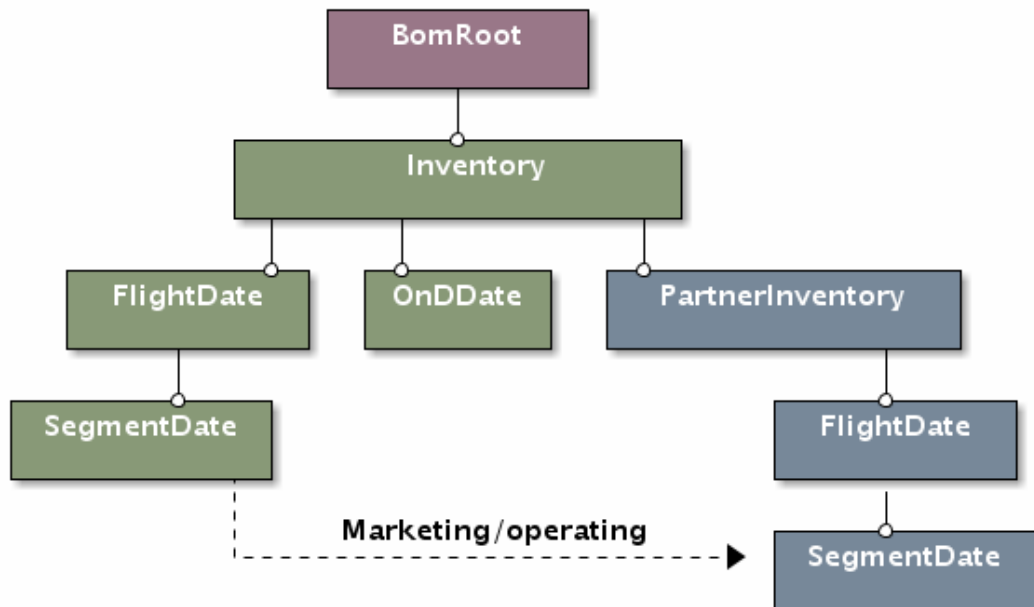 BomRoot
Inventory
FlightDate
OnDDate
PartnerInventory
SegmentDate
FlightDate
Marketing/operating
SegmentDate